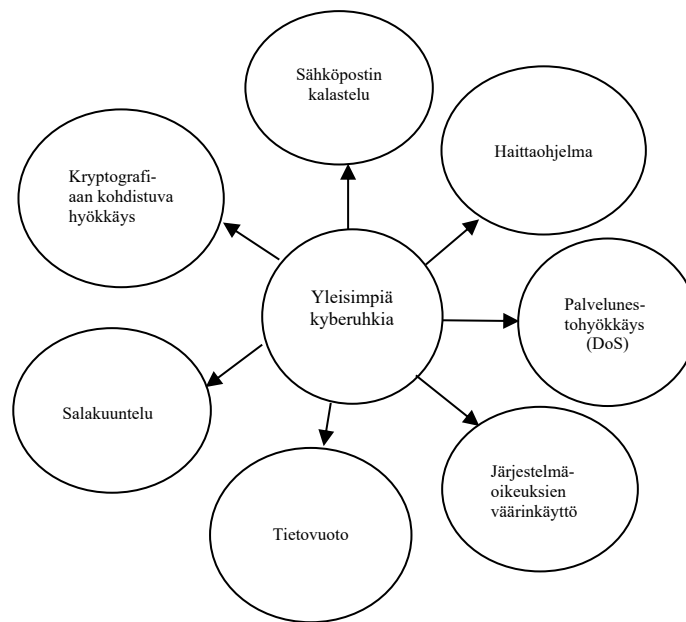 Sähköpostin
kalastelu
Haittaohjelma
Kryptografi-
aan kohdistuva
hyökkäys
Yleisimpiä
kyberuhkia
Palvelunes-
tohyökkäys
(DoS)
Salakuuntelu
Järjestelmä-
oikeuksien
väärinkäyttö
Tietovuoto